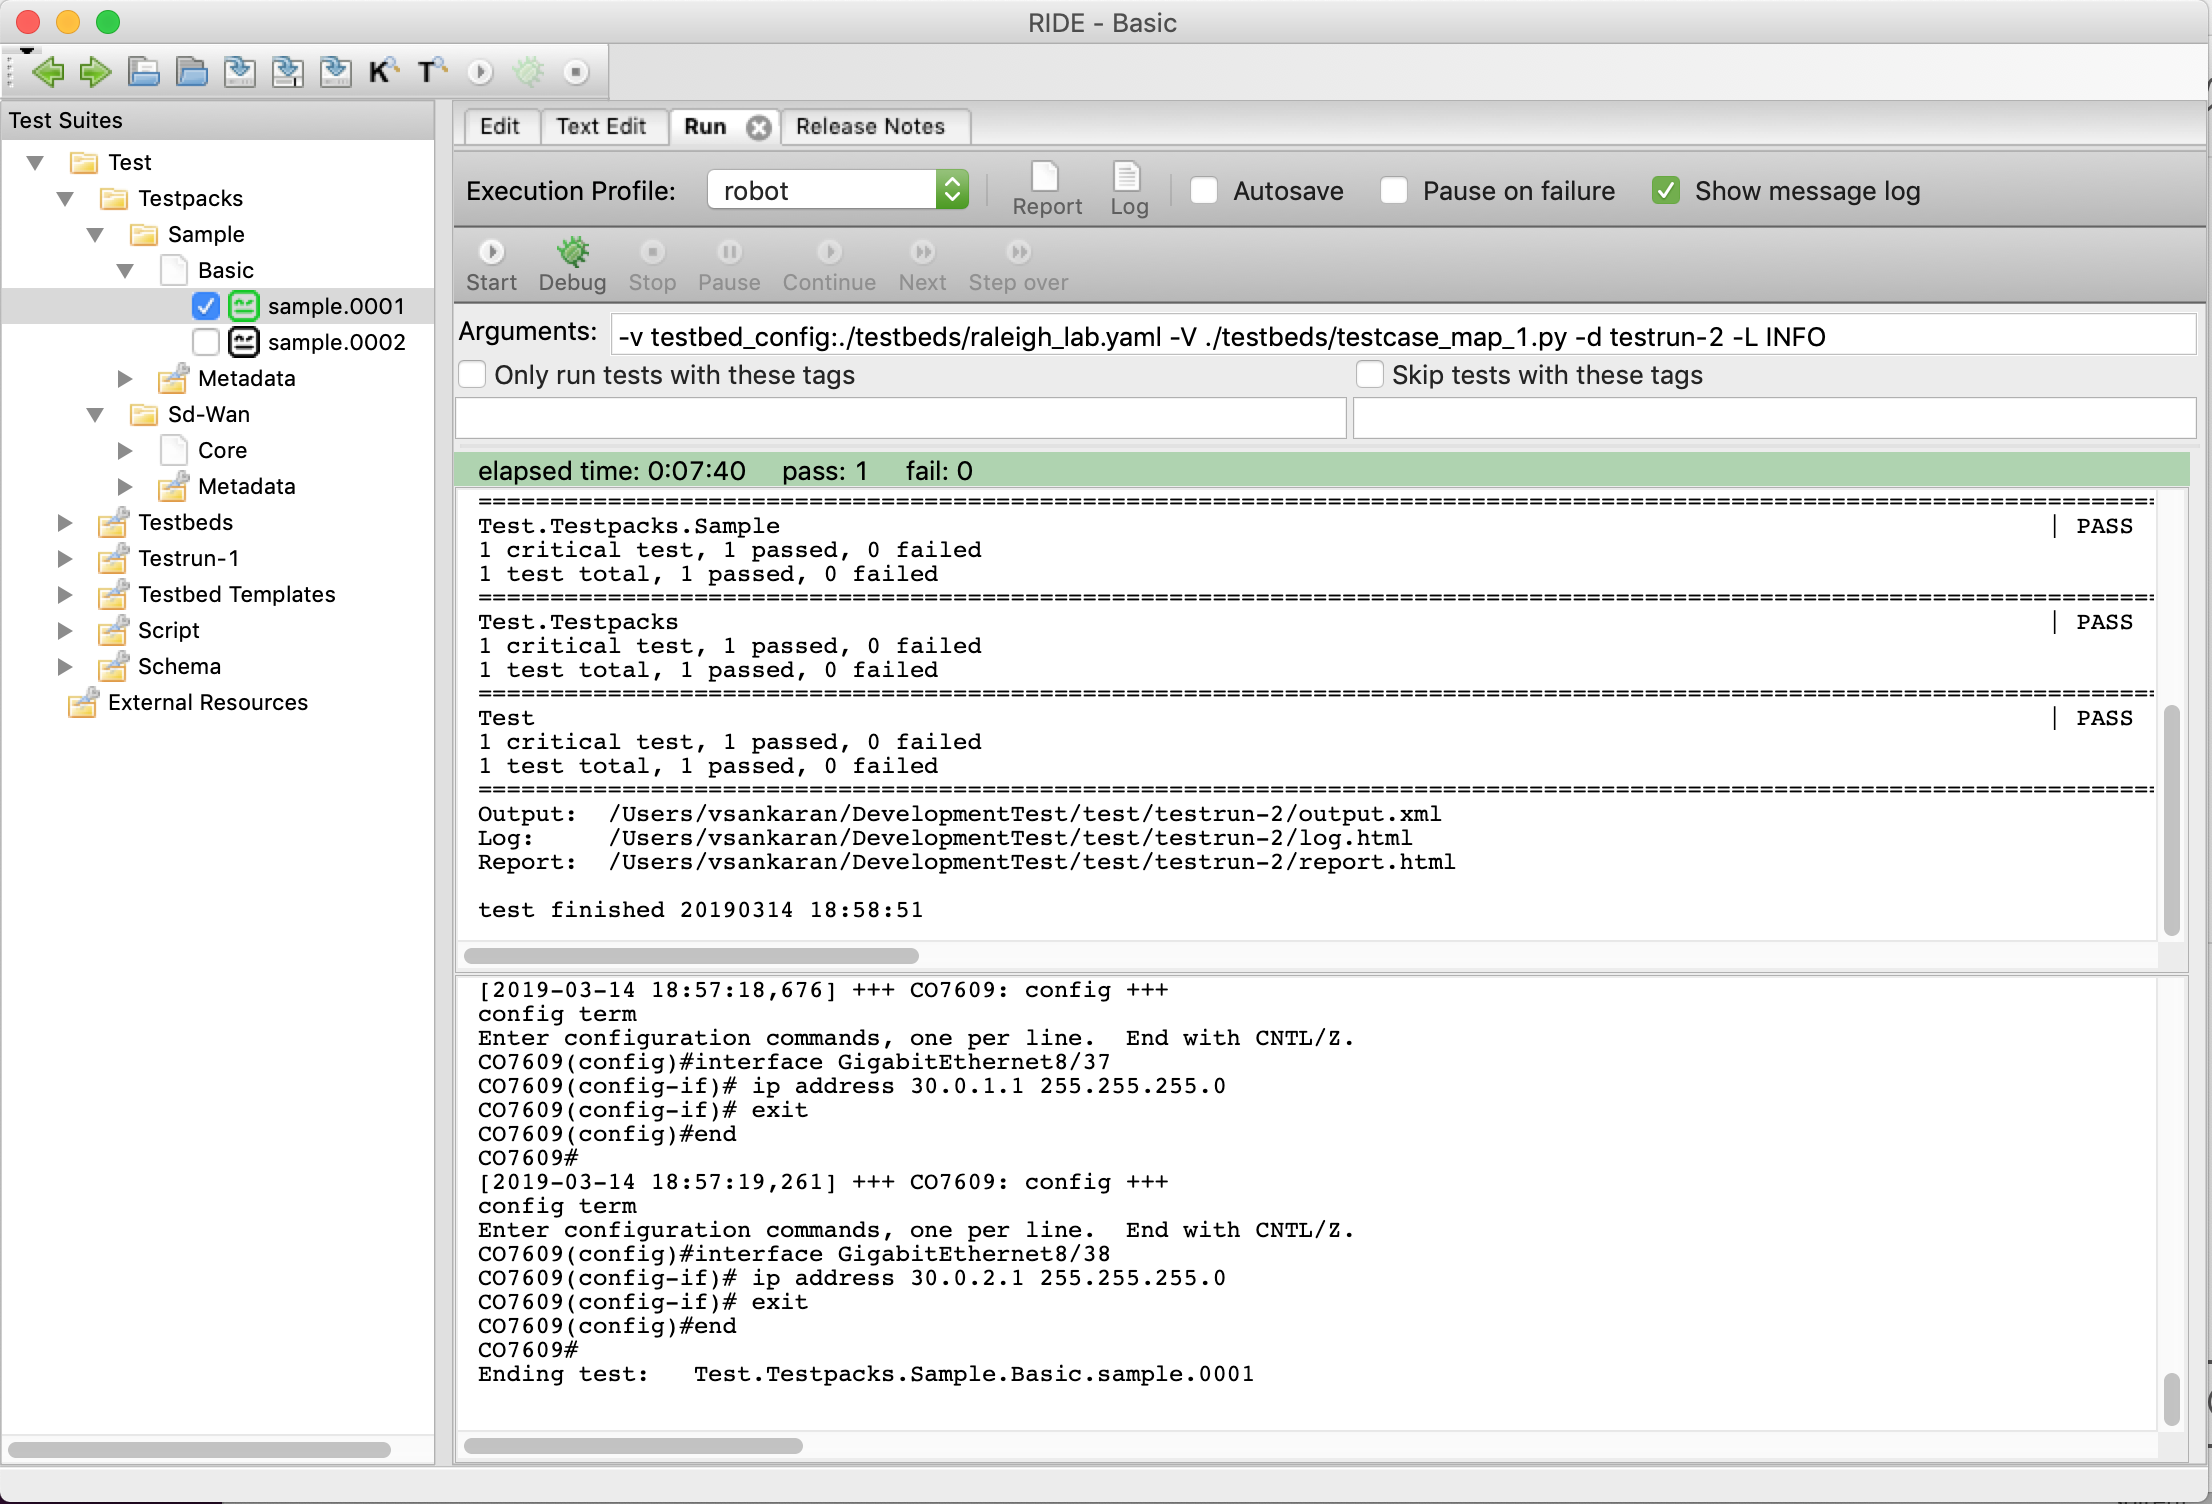 RIDE - Basic
K T
Test Suites
Test
Testpacks
Sample
Basic
sample.0001
sample.0002
Metadata
Sd-Wan
Core
Metadata
Testbeds
Testrun-1
Testbed Templates
Script
Schema
External Resources
Edit Text Edit Run Release Notes
Execution Profile: robot Report Log Autosave Pause on failure Show message log
Start Debug Stop Pause Continue Next Step over
Arguments: -v testbed_config:./testbeds/raleigh_lab.yaml -V ./testbeds/testcase_map_1.py -d testrun-2 -L INFO
Only run tests with these tags Skip tests with these tags
elapsed time: 0:07:40 pass: 1 fail: 0
Test.Testpacks.Sample | PASS
1 critical test, 1 passed, 0 failed
1 test total, 1 passed, 0 failed
Test.Testpacks | PASS
1 critical test, 1 passed, 0 failed
1 test total, 1 passed, 0 failed
Test | PASS
1 critical test, 1 passed, 0 failed
1 test total, 1 passed, 0 failed
Output: /Users/vsankaran/DevelopmentTest/test/testrun-2/output.xml
Log: /Users/vsankaran/DevelopmentTest/test/testrun-2/log.html
Report: /Users/vsankaran/DevelopmentTest/test/testrun-2/report.html
test finished 20190314 18:58:51
[2019-03-14 18:57:18,676] +++ CO7609: config +++
config term
Enter configuration commands, one per line. End with CNTL/Z.
CO7609(config)#interface GigabitEthernet8/37
CO7609(config-if)# ip address 30.0.1.1 255.255.255.0
CO7609(config-if)# exit
CO7609(config)#end
CO7609#
[2019-03-14 18:57:19,261] +++ CO7609: config +++
config term
Enter configuration commands, one per line. End with CNTL/Z.
CO7609(config)#interface GigabitEthernet8/38
CO7609(config-if)# ip address 30.0.2.1 255.255.255.0
CO7609(config-if)# exit
CO7609(config)#end
CO7609#
Ending test: Test.Testpacks.Sample.Basic.sample.0001